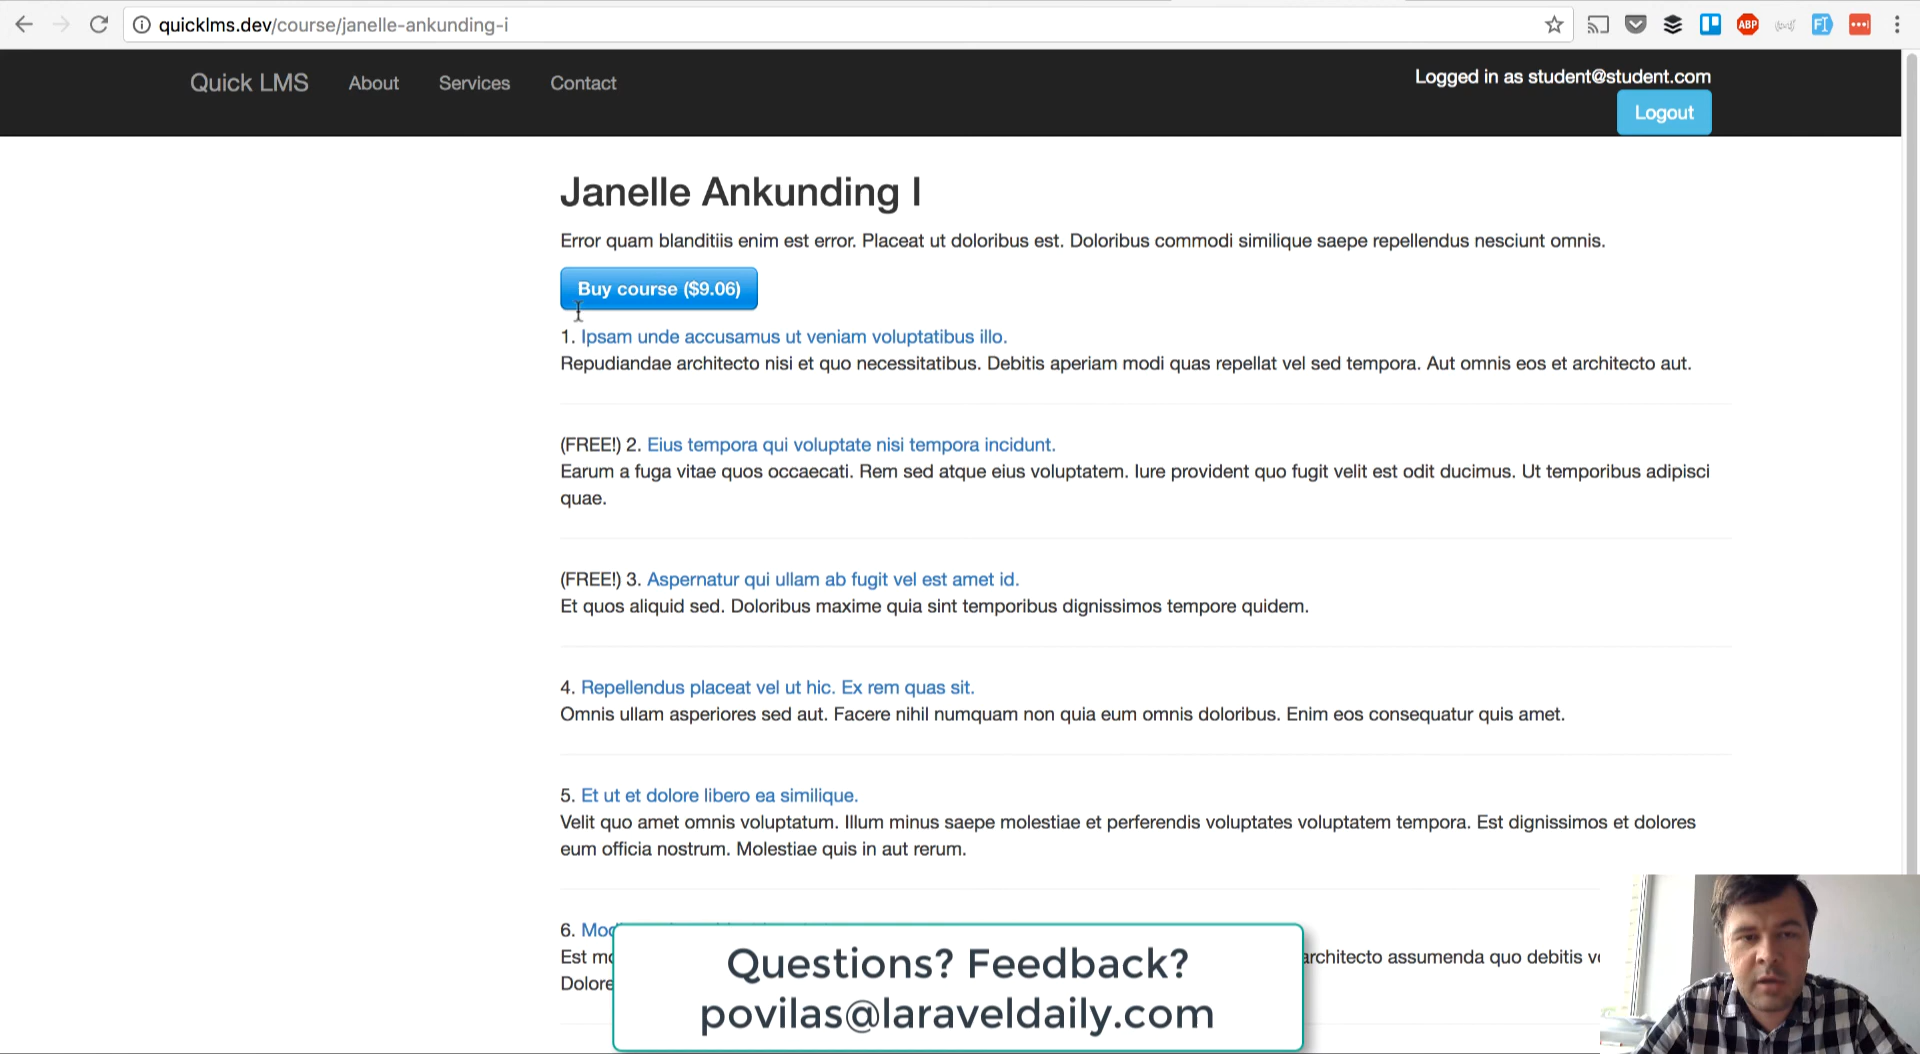 quicklms.dev/course/janelle-ankunding-i
ABP
Quick LMS About Services Contact
Logged in as student@student.com
Logout
Janelle Ankunding I
Error quam blanditiis enim est error. Placeat ut doloribus est. Doloribus commodi similique saepe repellendus nesciunt omnis.
Buy course ($9.06)
1. Ipsam unde accusamus ut veniam voluptatibus illo.
Repudiandae architecto nisi et quo necessitatibus. Debitis aperiam modi quas repellat vel sed tempora. Aut omnis eos et architecto aut.
(FREE!) 2. Eius tempora qui voluptate nisi tempora incidunt.
Earum a fuga vitae quos occaecati. Rem sed atque eius voluptatem. Iure provident quo fugit velit est odit ducimus. Ut temporibus adipisci
quae.
(FREE!) 3. Aspernatur qui ullam ab fugit vel est amet id.
Et quos aliquid sed. Doloribus maxime quia sint temporibus dignissimos tempore quidem.
4. Repellendus placeat vel ut hic. Ex rem quas sit.
Omnis ullam asperiores sed aut. Facere nihil numquam non quia eum omnis doloribus. Enim eos consequatur quis amet.
5. Et ut et dolore libero ea similique.
Velit quo amet omnis voluptatum. Illum minus saepe molestiae et perferendis voluptates voluptatem tempora. Est dignissimos et dolores
eum officia nostrum. Molestiae quis in aut rerum.
6.
Est architecto assumenda quo debitis
Questions? Feedback?
povilas@laraveldaily.com